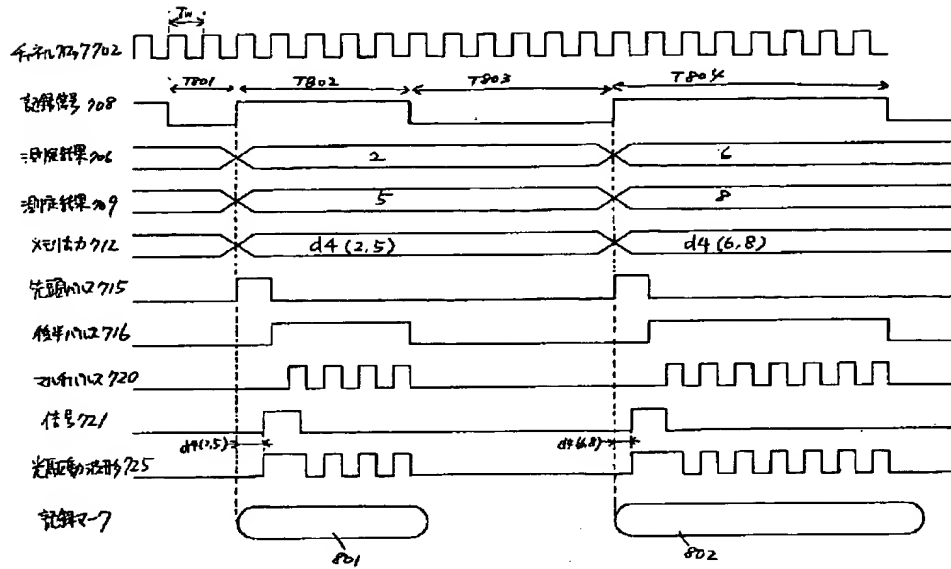 Tw
チャネルクロック702
T801 T802 T803 T804
記録信号708
測定結果706 2 6
測定結果709 5 8
メモリ出力712 d4(2,5) d4(6,8)
先頭パルス715
後半パルス716
マルチパルス720
信号721
d4(2,5) d4(6,8)
光駆動波形725
記録マーク
801 802